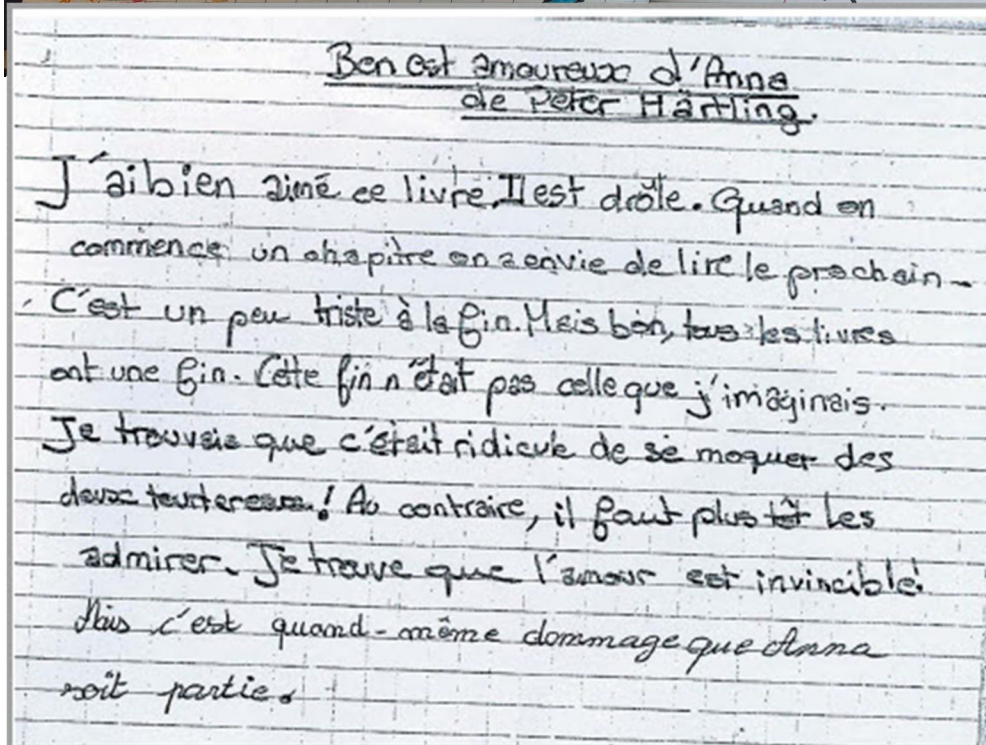 Ben est amoureux d'Anna
de Peter Härtling.
J'ai bien aimé ce livre. Il est drôle. Quand on
commence un chapitre on a envie de lire le prochain.
C'est un peu triste à la fin. Mais bon, tous les livres
ont une fin. Cette fin n'était pas celle que j'imaginais.
Je trouvais que c'était ridicule de se moquer des
deux tourtereaux! Au contraire, il faut plus tôt les
admirer. Je trouve que l'amour est invincible!
Mais c'est quand-même dommage que Anna
soit partie.